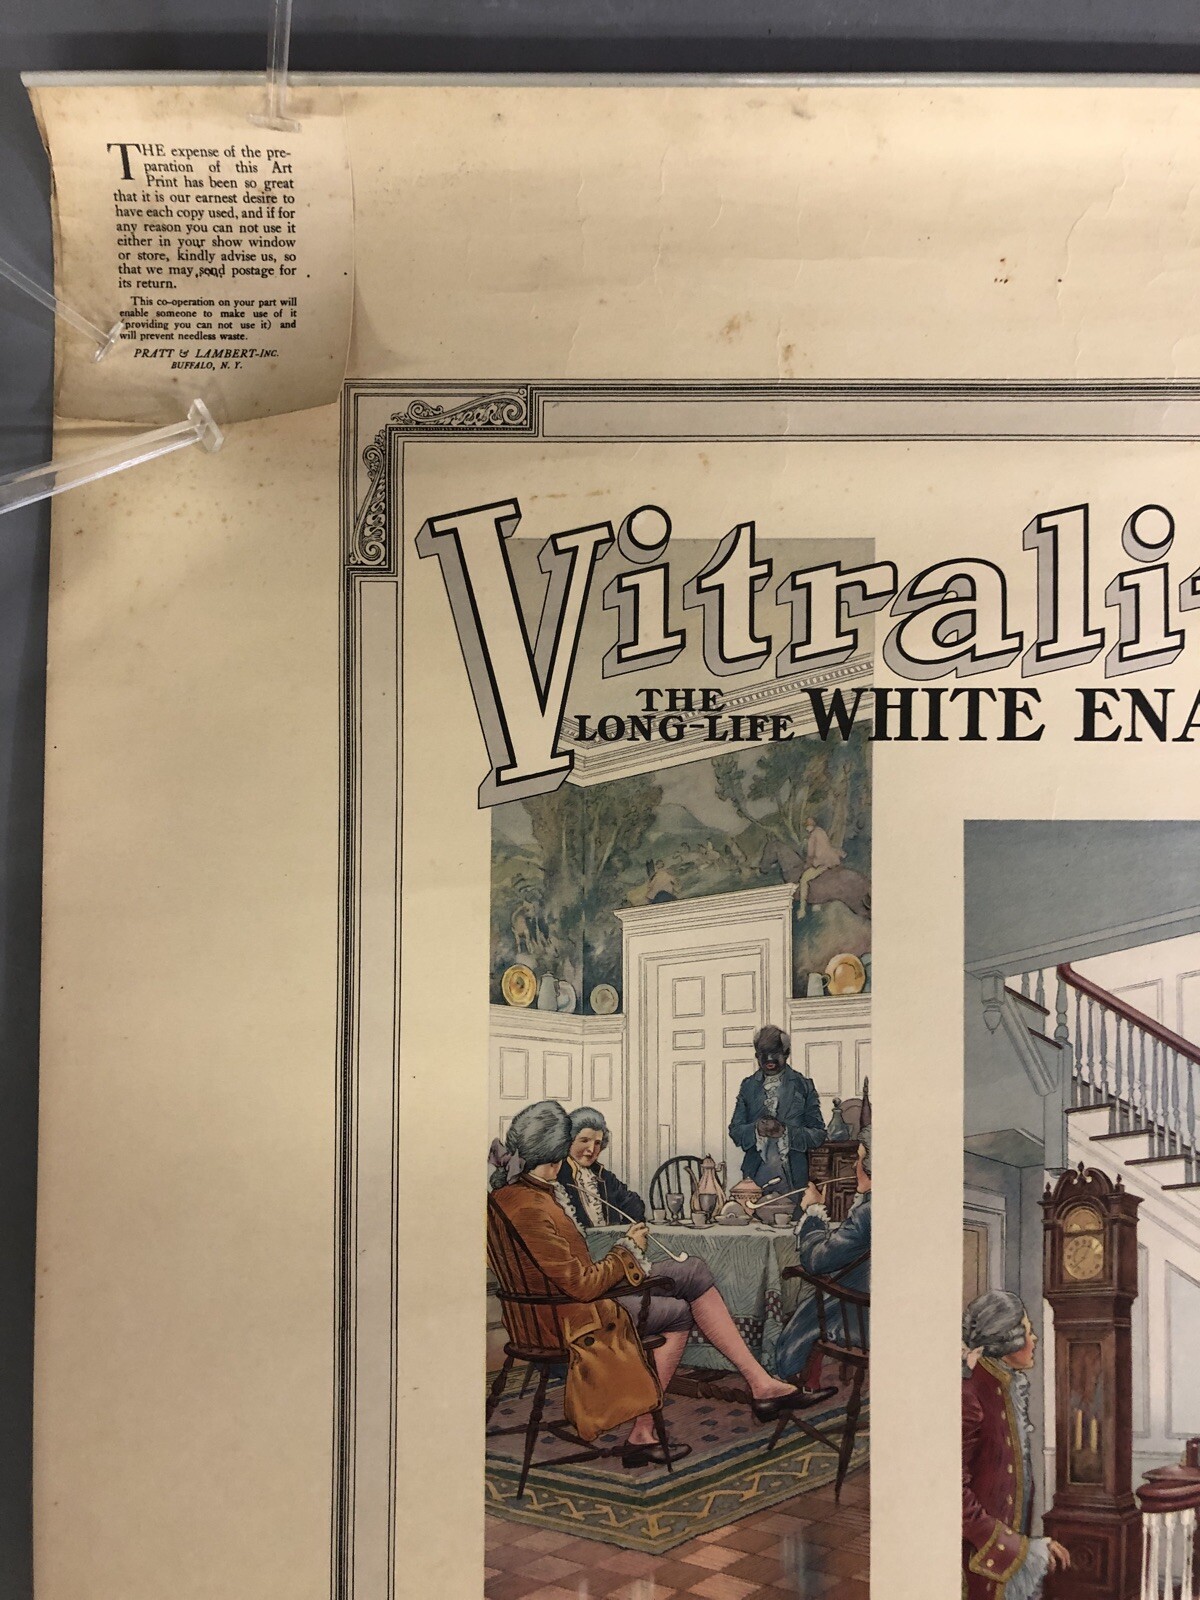 THE expense of the pre-
paration of this Art
Print has been so great
that it is our earnest desire to
have each copy used, and if for
any reason you can not use it
either in your show window
or store, kindly advise us, so
that we may send postage for
its return.
This co-operation on your part will
enable someone to make use of it
(providing you can not use it) and
will prevent needless waste.
PRATT & LAMBERT-INC.
BUFFALO, N. Y.
Vitralit
THE
LONG-LIFE WHITE ENA